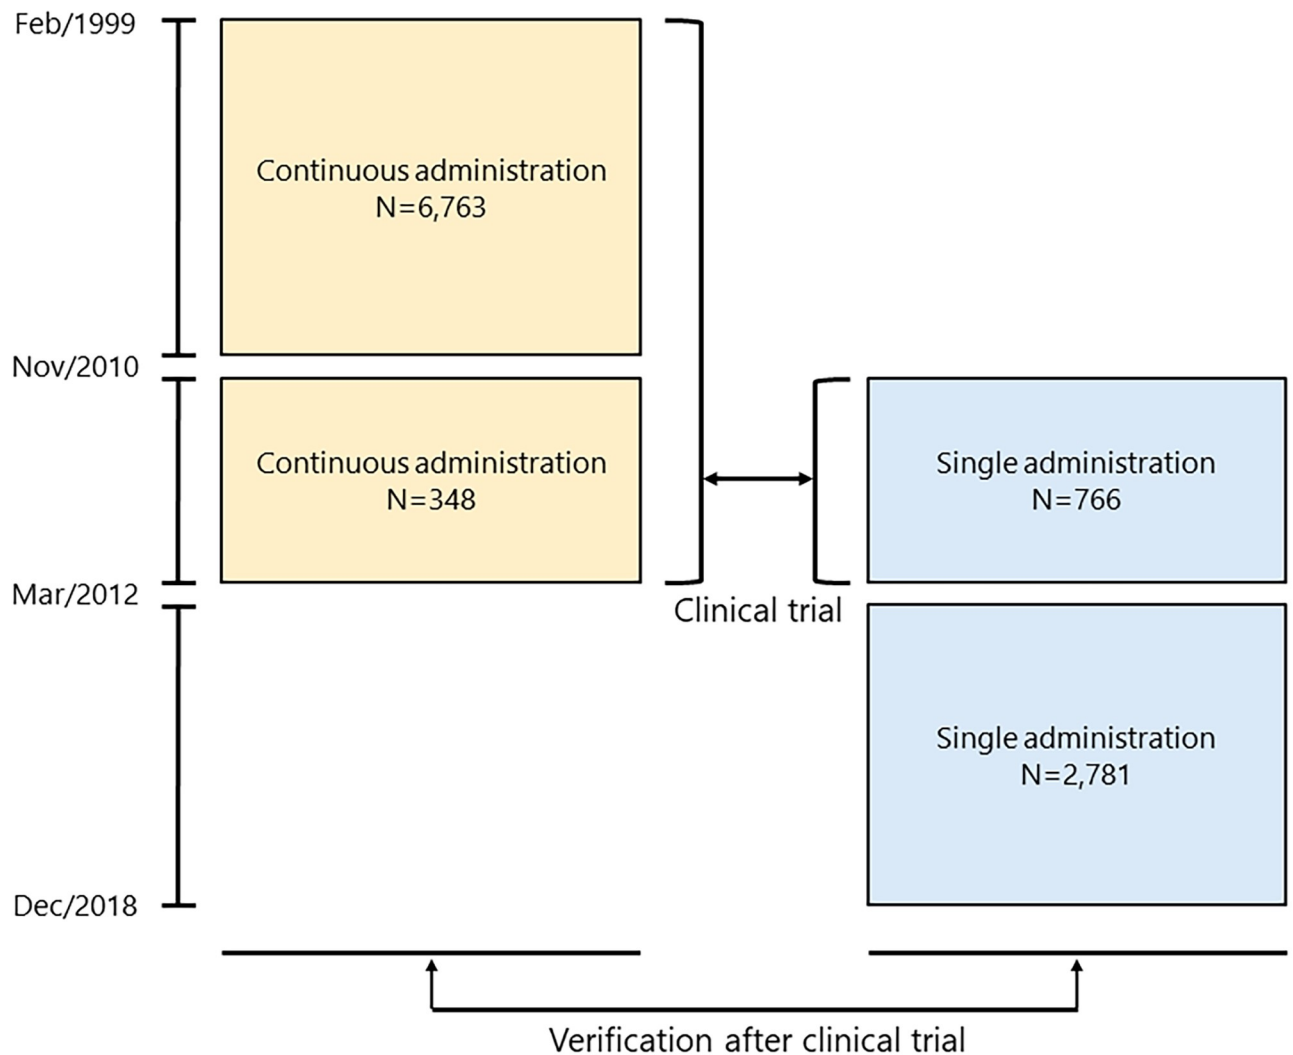 Feb/1999
Continuous administration
N=6,763
Nov/2010
Continuous administration
N=348
Single administration
N=766
Mar/2012
Clinical trial
Single administration
N=2,781
Dec/2018
Verification after clinical trial